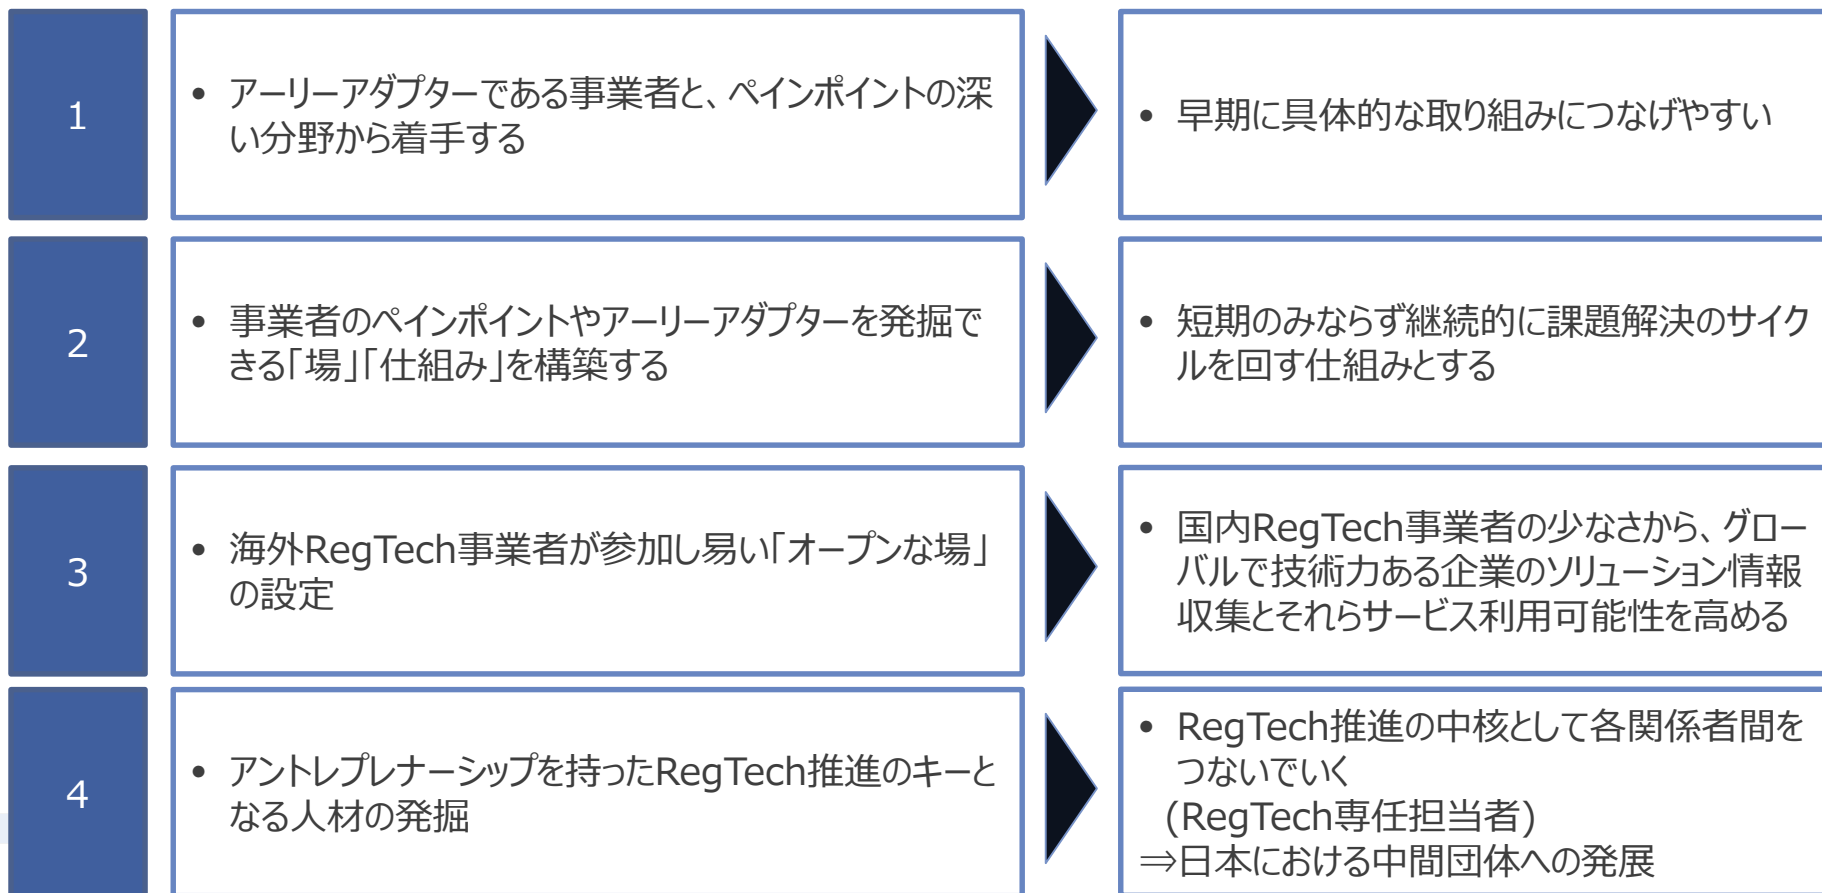 1
• アーリーアダプターである事業者と、ペインポイントの深
い分野から着手する
• 早期に具体的な取り組みにつなげやすい
2
• 事業者のペインポイントやアーリーアダプターを発掘で
きる「場」「仕組み」を構築する
• 短期のみならず継続的に課題解決のサイク
ルを回す仕組みとする
3
• 海外RegTech事業者が参加し易い「オープンな場」
の設定
• 国内RegTech事業者の少なさから、グロー
バルで技術力ある企業のソリューション情報
収集とそれらサービス利用可能性を高める
4
• アントレプレナーシップを持ったRegTech推進のキーと
なる人材の発掘
• RegTech推進の中核として各関係者間を
つないでいく
(RegTech専任担当者)
⇒日本における中間団体への発展